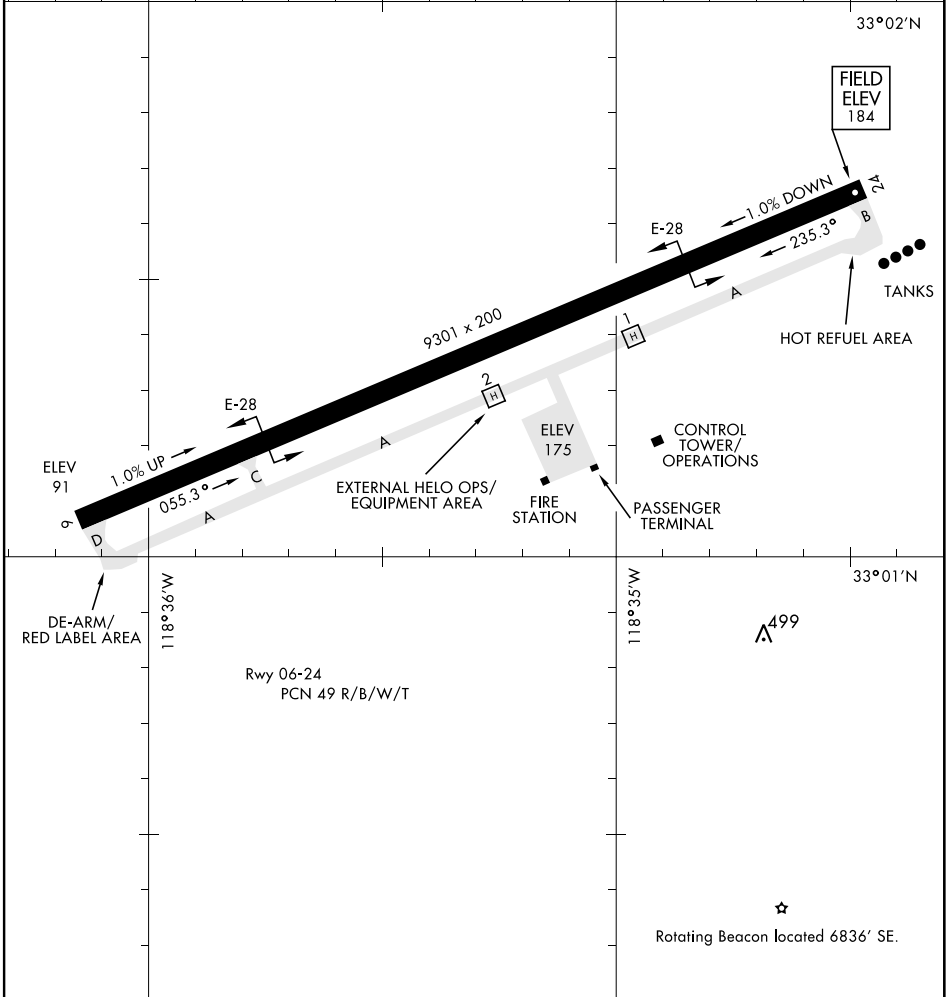 33°02'N
FIELD
ELEV
184
24
1.0% DOWN
B
E-28
235.3°
TANKS
A
HOT REFUEL AREA
9301 x 200
1
H
2
H
E-28
A
ELEV
175
CONTROL
TOWER/
OPERATIONS
ELEV
91
1.0% UP
055.3°
C
EXTERNAL HELO OPS/
EQUIPMENT AREA
FIRE
STATION
PASSENGER
TERMINAL
6
A
D
33°01'N
118°36'W
118°35'W
DE-ARM/
RED LABEL AREA
499
Rwy 06-24
PCN 49 R/B/W/T
Rotating Beacon located 6836' SE.